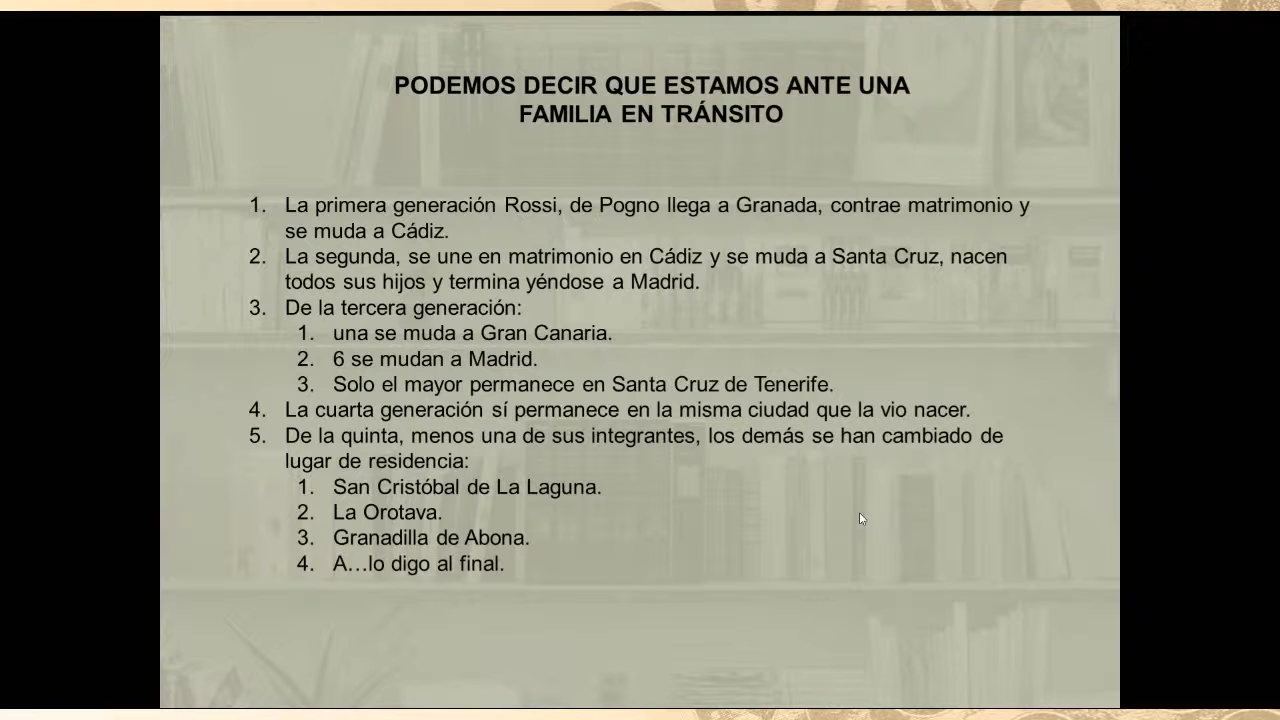 PODEMOS DECIR QUE ESTAMOS ANTE UNA
FAMILIA EN TRÁNSITO
1. La primera generación Rossi, de Pogno llega a Granada, contrae matrimonio y
se muda a Cádiz.
2. La segunda, se une en matrimonio en Cádiz y se muda a Santa Cruz, nacen
todos sus hijos y termina yéndose a Madrid.
3. De la tercera generación:
1. una se muda a Gran Canaria.
2. 6 se mudan a Madrid.
3. Solo el mayor permanece en Santa Cruz de Tenerife.
4. La cuarta generación sí permanece en la misma ciudad que la vio nacer.
5. De la quinta, menos una de sus integrantes, los demás se han cambiado de
lugar de residencia:
1. San Cristóbal de La Laguna.
2. La Orotava.
3. Granadilla de Abona.
4. A…lo digo al final.